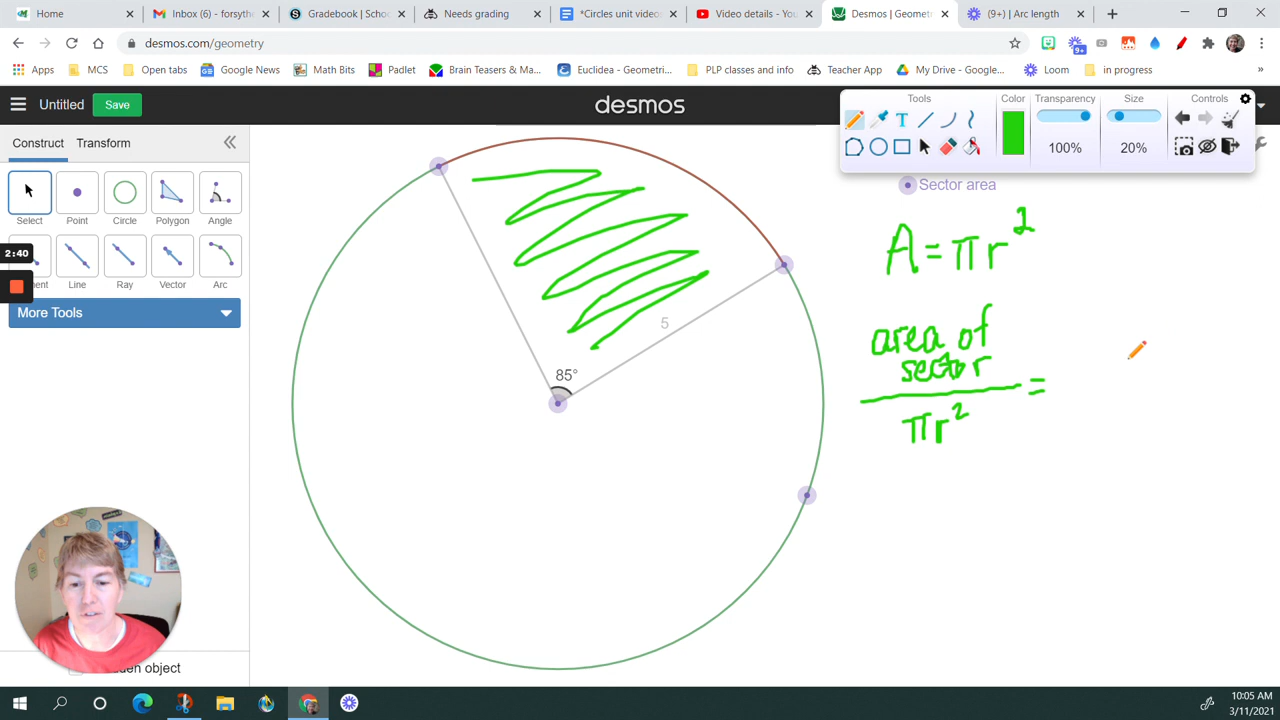 Home
Inbox (6) - forsythe
Gradebook | Schoo
Needs grading
*Circles unit videos
Video details - You
Desmos | Geometr
(9+) | Arc length
desmos.com/geometry
9+
Apps
MCS
Open tabs
Google News
Math Bits
Padlet
Brain Teasers & Ma...
Euclidea - Geometri...
PLP classes and info
Teacher App
My Drive - Google...
Loom
in progress
»
Untitled
Save
desmos
Tools
Color
Transparency
Size
Controls
100%
20%
Construct
Transform
Select
Point
Circle
Polygon
Angle
2:40
Line
Ray
Vector
Arc
More Tools
Sector area
A = πr²
area of
sector
πr²
=
5
85°
10:05 AM
3/11/2021